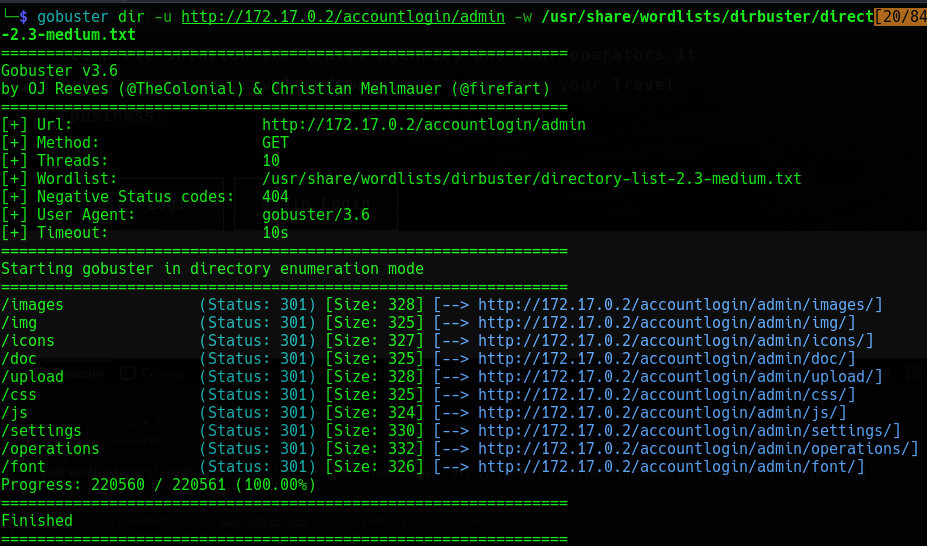 └─$ gobuster dir -u http://172.17.0.2/accountlogin/admin -w /usr/share/wordlists/dirbuster/direct[20/84
-2.3-medium.txt
===============================================================
Gobuster v3.6
by OJ Reeves (@TheColonial) & Christian Mehlmauer (@firefart)
===============================================================
[+] Url:                     http://172.17.0.2/accountlogin/admin
[+] Method:                  GET
[+] Threads:                 10
[+] Wordlist:                /usr/share/wordlists/dirbuster/directory-list-2.3-medium.txt
[+] Negative Status codes:   404
[+] User Agent:              gobuster/3.6
[+] Timeout:                 10s
===============================================================
Starting gobuster in directory enumeration mode
===============================================================
/images               (Status: 301) [Size: 328] [--> http://172.17.0.2/accountlogin/admin/images/]
/img                  (Status: 301) [Size: 325] [--> http://172.17.0.2/accountlogin/admin/img/]
/icons                (Status: 301) [Size: 327] [--> http://172.17.0.2/accountlogin/admin/icons/]
/doc                  (Status: 301) [Size: 325] [--> http://172.17.0.2/accountlogin/admin/doc/]
/upload               (Status: 301) [Size: 328] [--> http://172.17.0.2/accountlogin/admin/upload/]
/css                  (Status: 301) [Size: 325] [--> http://172.17.0.2/accountlogin/admin/css/]
/js                   (Status: 301) [Size: 324] [--> http://172.17.0.2/accountlogin/admin/js/]
/settings             (Status: 301) [Size: 330] [--> http://172.17.0.2/accountlogin/admin/settings/]
/operations           (Status: 301) [Size: 332] [--> http://172.17.0.2/accountlogin/admin/operations/]
/font                 (Status: 301) [Size: 326] [--> http://172.17.0.2/accountlogin/admin/font/]
Progress: 220560 / 220561 (100.00%)
===============================================================
Finished
===============================================================